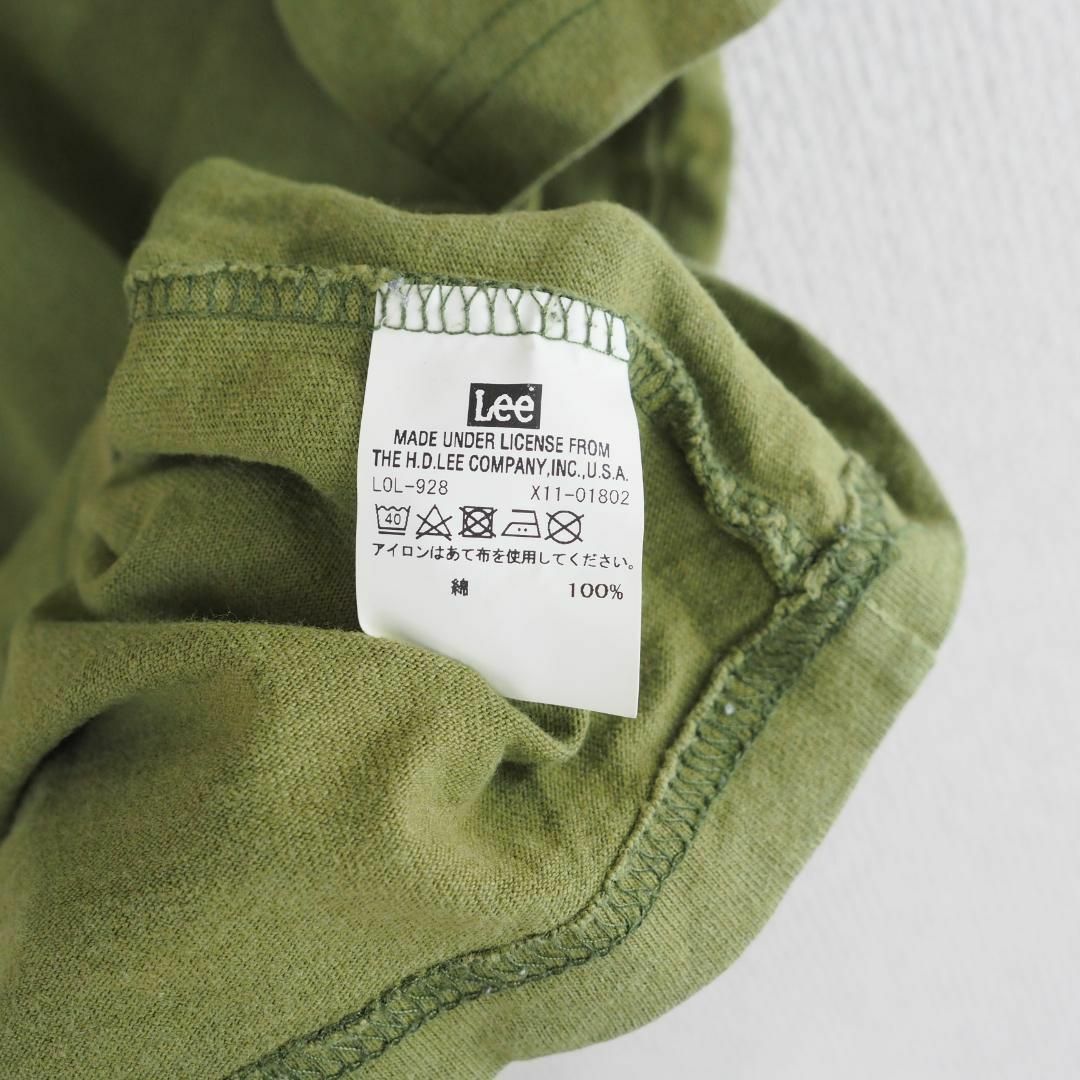 Lee
MADE UNDER LICENSE FROM
THE H.D.LEE COMPANY,INC.,U.S.A.
LOL-928 X11-01802
40
アイロンはあて布を使用してください。
綿 100%